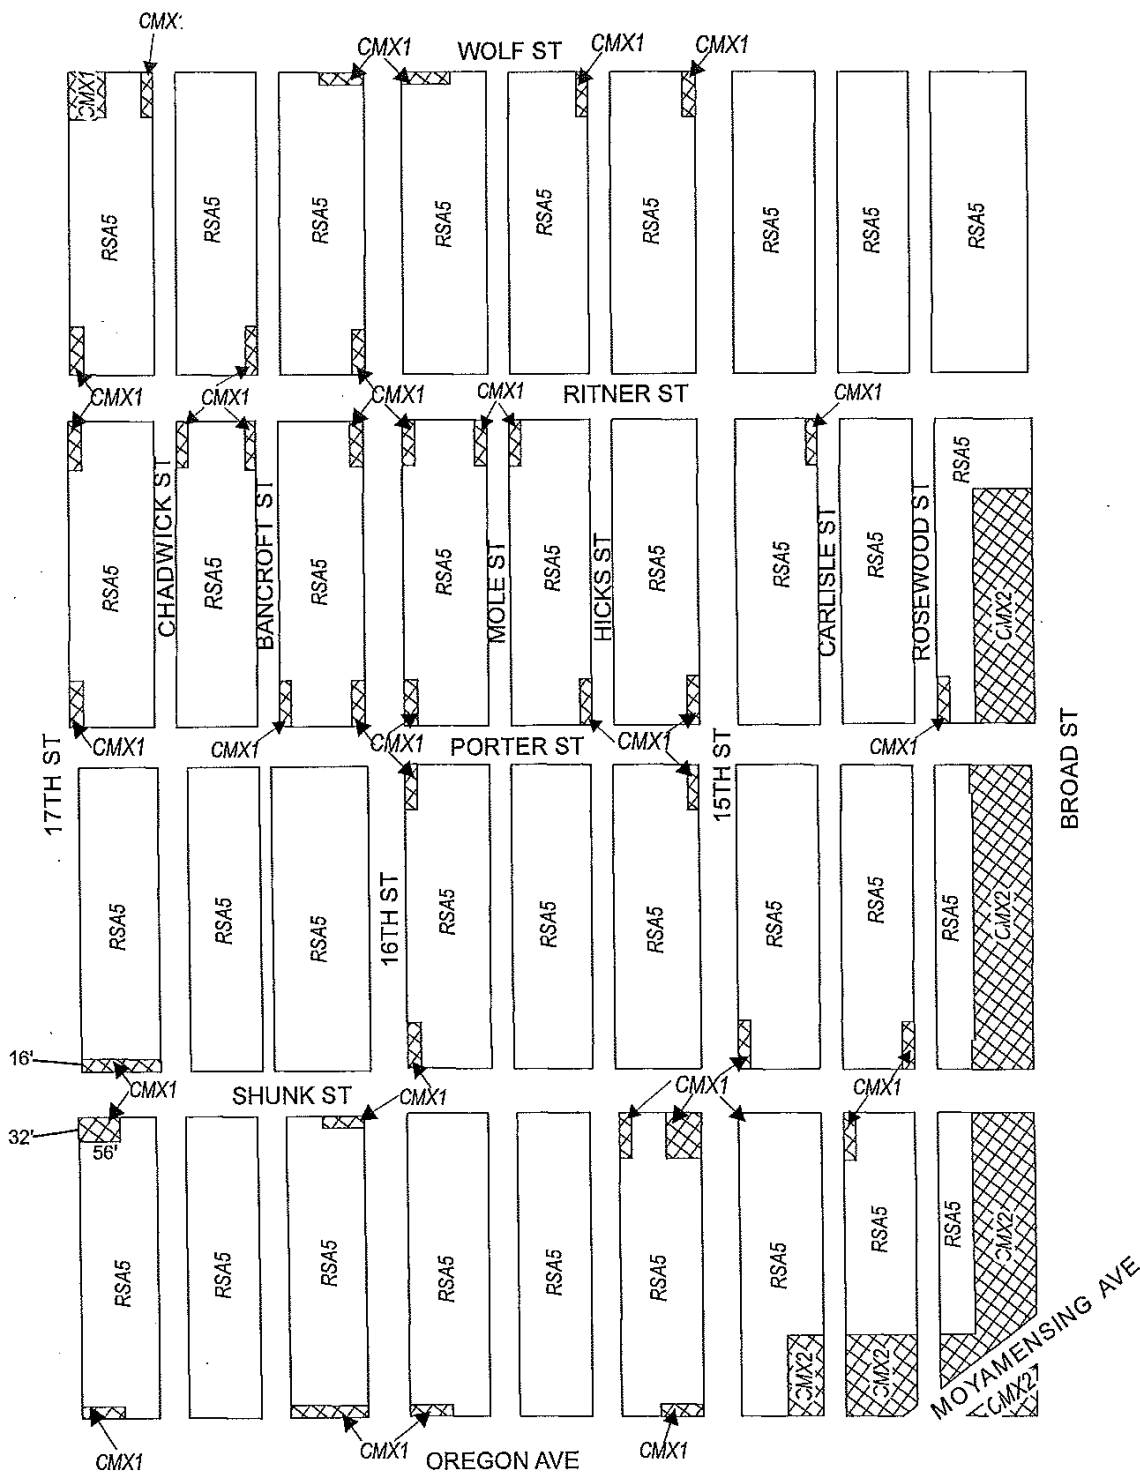 CMX:
CMX1
WOLF ST
CMX1
CMX1
CMX1
RSA5
RSA5
RSA5
RSA5
RSA5
RSA5
RSA5
RSA5
RSA5
CMX1
CMX1
CMX1
CMX1
RITNER ST
CMX1
RSA5
CHADWICK ST
RSA5
BANCROFT ST
RSA5
RSA5
MOLE ST
RSA5
HICKS ST
RSA5
RSA5
CARLISLE ST
RSA5
ROSEWOOD ST
RSA5
CMX2
17TH ST
CMX1
CMX1
CMX1
PORTER ST
CMX1
15TH ST
CMX1
BROAD ST
RSA5
RSA5
RSA5
16TH ST
RSA5
RSA5
RSA5
RSA5
RSA5
RSA5
CMX2
16'
CMX1
SHUNK ST
CMX1
CMX1
CMX1
32'
56'
RSA5
RSA5
RSA5
RSA5
RSA5
RSA5
RSA5
RSA5
RSA5
CMX2
CMX2
CMX2
MOYAMENSING AVE
CMX2
CMX1
CMX1
OREGON AVE
CMX1